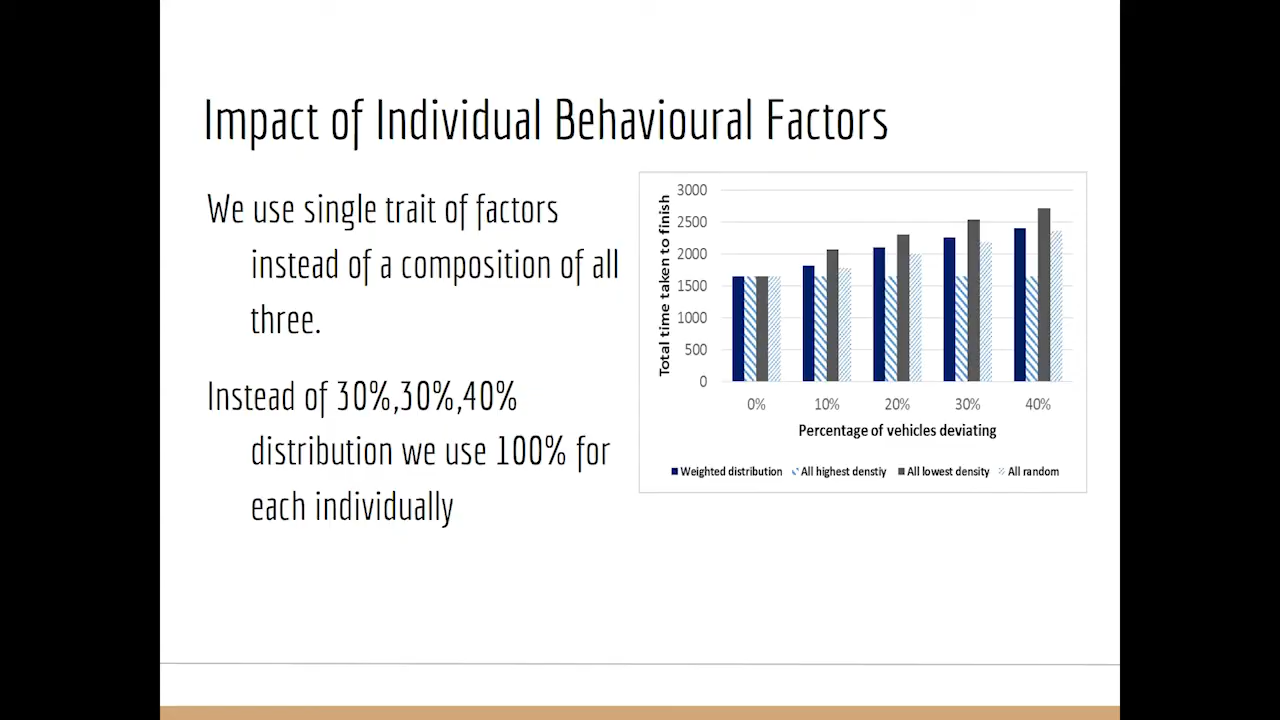 Impact of Individual Behavioural Factors
We use single trait of factors
instead of a composition of all
three.
Instead of 30%,30%,40%
distribution we use 100% for
each individually
Total time taken to finish
3000
2500
2000
1500
1000
500
0
0% 10% 20% 30% 40%
Percentage of vehicles deviating
Weighted distribution All highest denstiy All lowest density All random